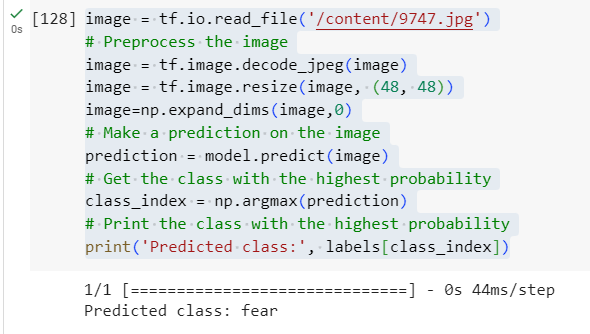 [128] image = tf.io.read_file('/content/9747.jpg')
0s
# Preprocess the image
image = tf.image.decode_jpeg(image)
image = tf.image.resize(image, (48, 48))
image=np.expand_dims(image,0)
# Make a prediction on the image
prediction = model.predict(image)
# Get the class with the highest probability
class_index = np.argmax(prediction)
# Print the class with the highest probability
print('Predicted class:', labels[class_index])
1/1 [==============================] - 0s 44ms/step
Predicted class: fear